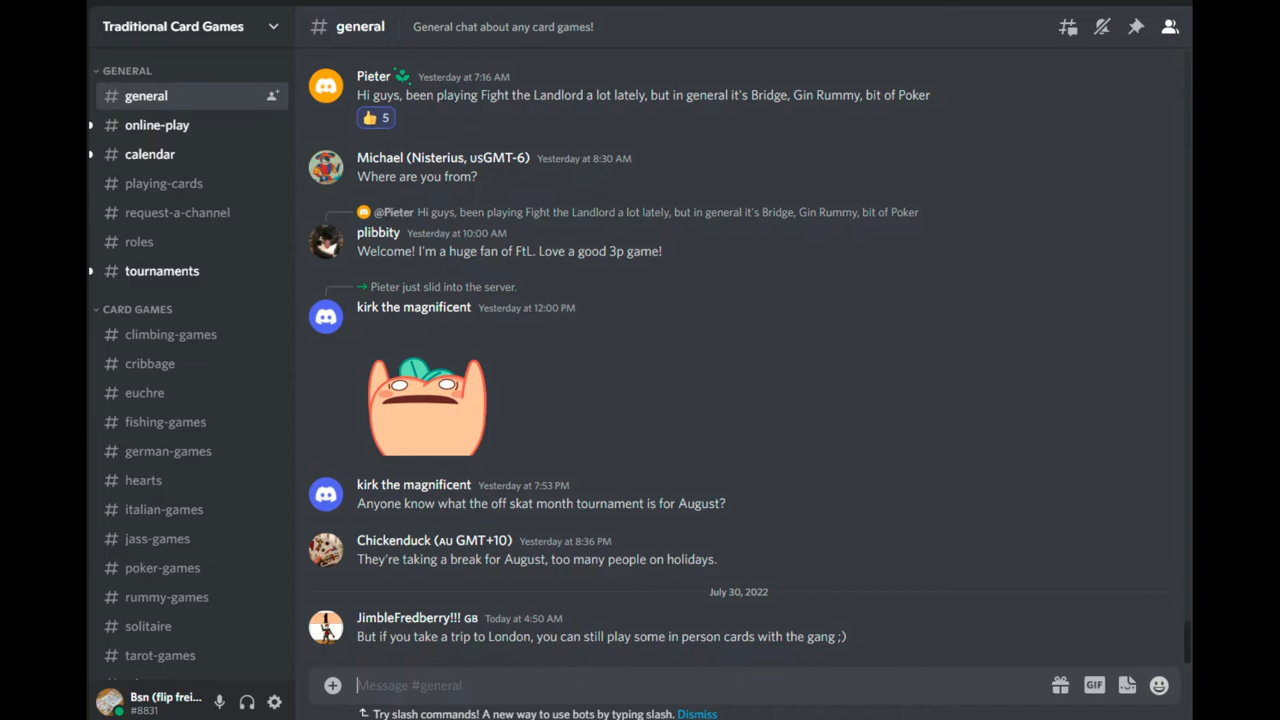 Traditional Card Games
# general
General chat about any card games!
GENERAL
# general
# online-play
# calendar
# playing-cards
# request-a-channel
# roles
# tournaments
CARD GAMES
# climbing-games
# cribbage
# euchre
# fishing-games
# german-games
# hearts
# italian-games
# jass-games
# poker-games
# rummy-games
# solitaire
# tarot-games
Bsn (flip frei...
#8831
Pieter Yesterday at 7:16 AM
Hi guys, been playing Fight the Landlord a lot lately, but in general it's Bridge, Gin Rummy, bit of Poker
👍 5
Michael (Nisterius, USGMT-6) Yesterday at 8:30 AM
Where are you from?
@Pieter Hi guys, been playing Fight the Landlord a lot lately, but in general it's Bridge, Gin Rummy, bit of Poker
plibbity Yesterday at 10:00 AM
Welcome! I'm a huge fan of FtL. Love a good 3p game!
Pieter just slid into the server.
kirk the magnificent Yesterday at 12:00 PM
kirk the magnificent Yesterday at 7:53 PM
Anyone know what the off skat month tournament is for August?
Chickenduck (AU GMT+10) Yesterday at 8:36 PM
They're taking a break for August, too many people on holidays.
July 30, 2022
JimbleFredberry!!! GB Today at 4:50 AM
But if you take a trip to London, you can still play some in person cards with the gang ;)
Message #general
GIF
Try slash commands! A new way to use bots by typing slash. Dismiss